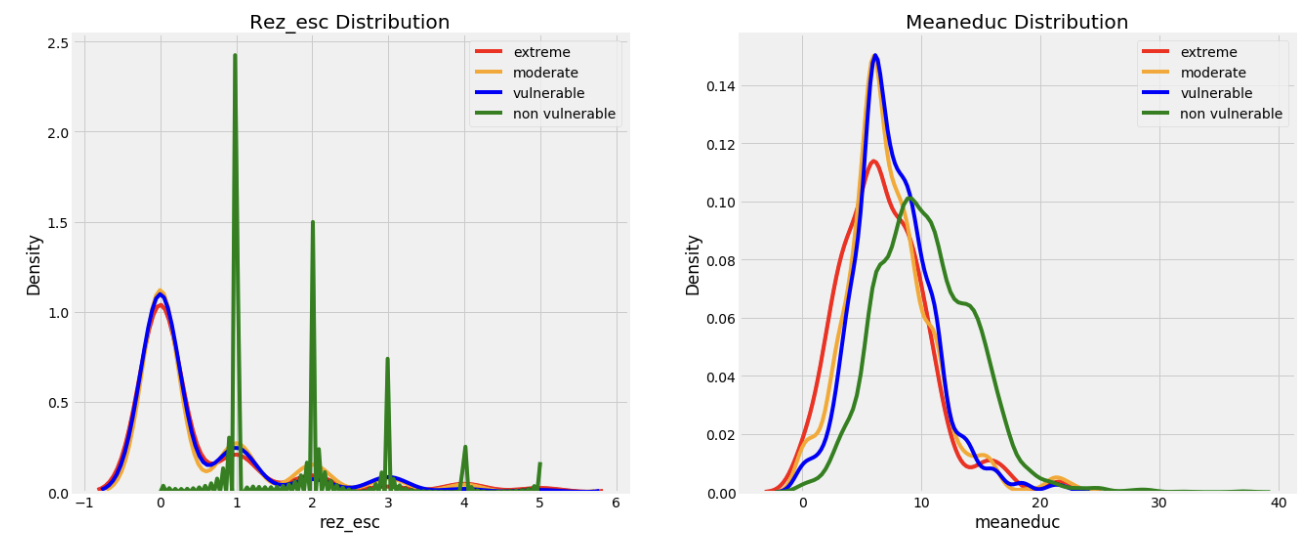 Rez_esc Distribution
extreme
moderate
vulnerable
non vulnerable
2.5
2.0
1.5
1.0
0.5
0.0
Density
−1 0 1 2 3 4 5 6
rez_esc
Meaneduc Distribution
extreme
moderate
vulnerable
non vulnerable
0.14
0.12
0.10
0.08
0.06
0.04
0.02
0.00
Density
0 10 20 30 40
meaneduc